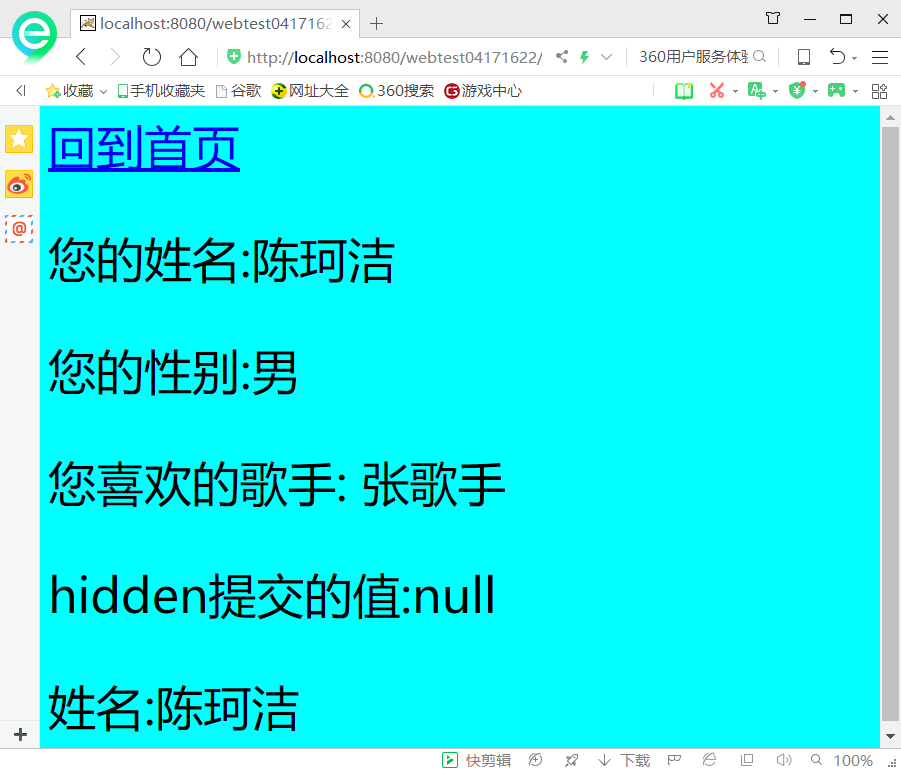 localhost:8080/webtest0417162
http://localhost:8080/webtest04171622/
360用户服务体验
收藏 手机收藏夹 谷歌 网址大全 360搜索 游戏中心
回到首页
您的姓名:陈珂洁
您的性别:男
您喜欢的歌手: 张歌手
hidden提交的值:null
姓名:陈珂洁
快剪辑 下载 100%